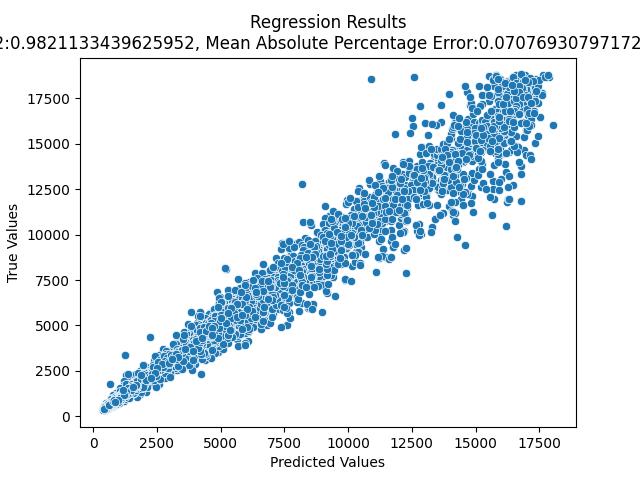 Regression Results
2:0.9821133439625952, Mean Absolute Percentage Error:0.07076930797172
17500
15000
12500
10000
7500
5000
2500
0
True Values
0 2500 5000 7500 10000 12500 15000 17500
Predicted Values